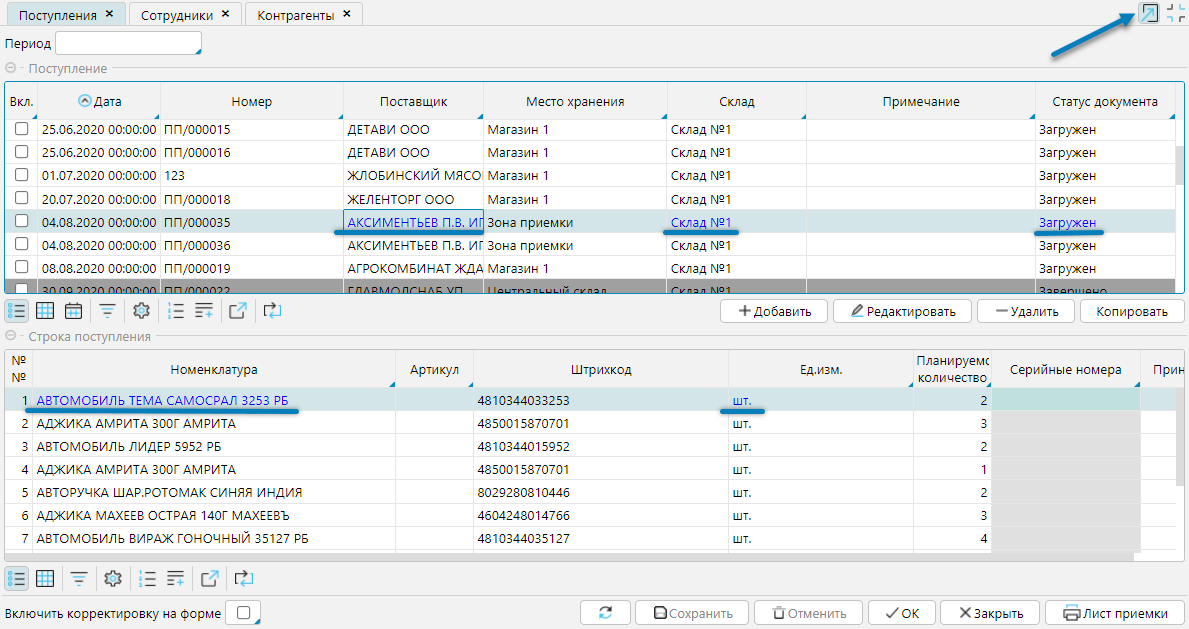 Поступления × Сотрудники × Контрагенты ×
Период
Поступление
Вкл. Дата Номер Поставщик Место хранения Склад Примечание Статус документа
25.06.2020 00:00:00 ПП/000015 ДЕТАВИ ООО Магазин 1 Склад №1 Загружен
25.06.2020 00:00:00 ПП/000016 ДЕТАВИ ООО Магазин 1 Склад №1 Загружен
01.07.2020 00:00:00 123 ЖЛОБИНСКИЙ МЯСО Магазин 1 Склад №1 Загружен
20.07.2020 00:00:00 ПП/000018 ЖЕЛЕНТОРГ ООО Магазин 1 Склад №1 Загружен
04.08.2020 00:00:00 ПП/000035 АКСИМЕНТЬЕВ П.В. ИП Зона приемки Склад №1 Загружен
04.08.2020 00:00:00 ПП/000036 АКСИМЕНТЬЕВ П.В. ИП Зона приемки Склад №1 Загружен
08.08.2020 00:00:00 ПП/000019 АГРОКОМБИНАТ ЖДА Магазин 1 Склад №1 Загружен
30.09.2020 00:00:00 ПП/000022 ГЛАВМОЛСНАБ УП Центральный склад Склад №1 Завершено
Добавить Редактировать Удалить Копировать
Строка поступления
№ Планируемо
№ Номенклатура Артикул Штрихкод Ед.изм. количество Серийные номера Прин
1 АВТОМОБИЛЬ ТЕМА САМОСРАЛ 3253 РБ 4810344033253 шт. 2
2 АДЖИКА АМРИТА 300Г АМРИТА 4850015870701 шт. 3
3 АВТОМОБИЛЬ ЛИДЕР 5952 РБ 4810344015952 шт. 2
4 АДЖИКА АМРИТА 300Г АМРИТА 4850015870701 шт. 1
5 АВТОРУЧКА ШАР.РОТОМАК СИНЯЯ ИНДИЯ 8029280810446 шт. 2
6 АДЖИКА МАХЕЕВ ОСТРАЯ 140Г МАХЕЕВЪ 4604248014766 шт. 3
7 АВТОМОБИЛЬ ВИРАЖ ГОНОЧНЫЙ 35127 РБ 4810344035127 шт. 4
Включить корректировку на форме Сохранить Отменить ОК Закрыть Лист приемки